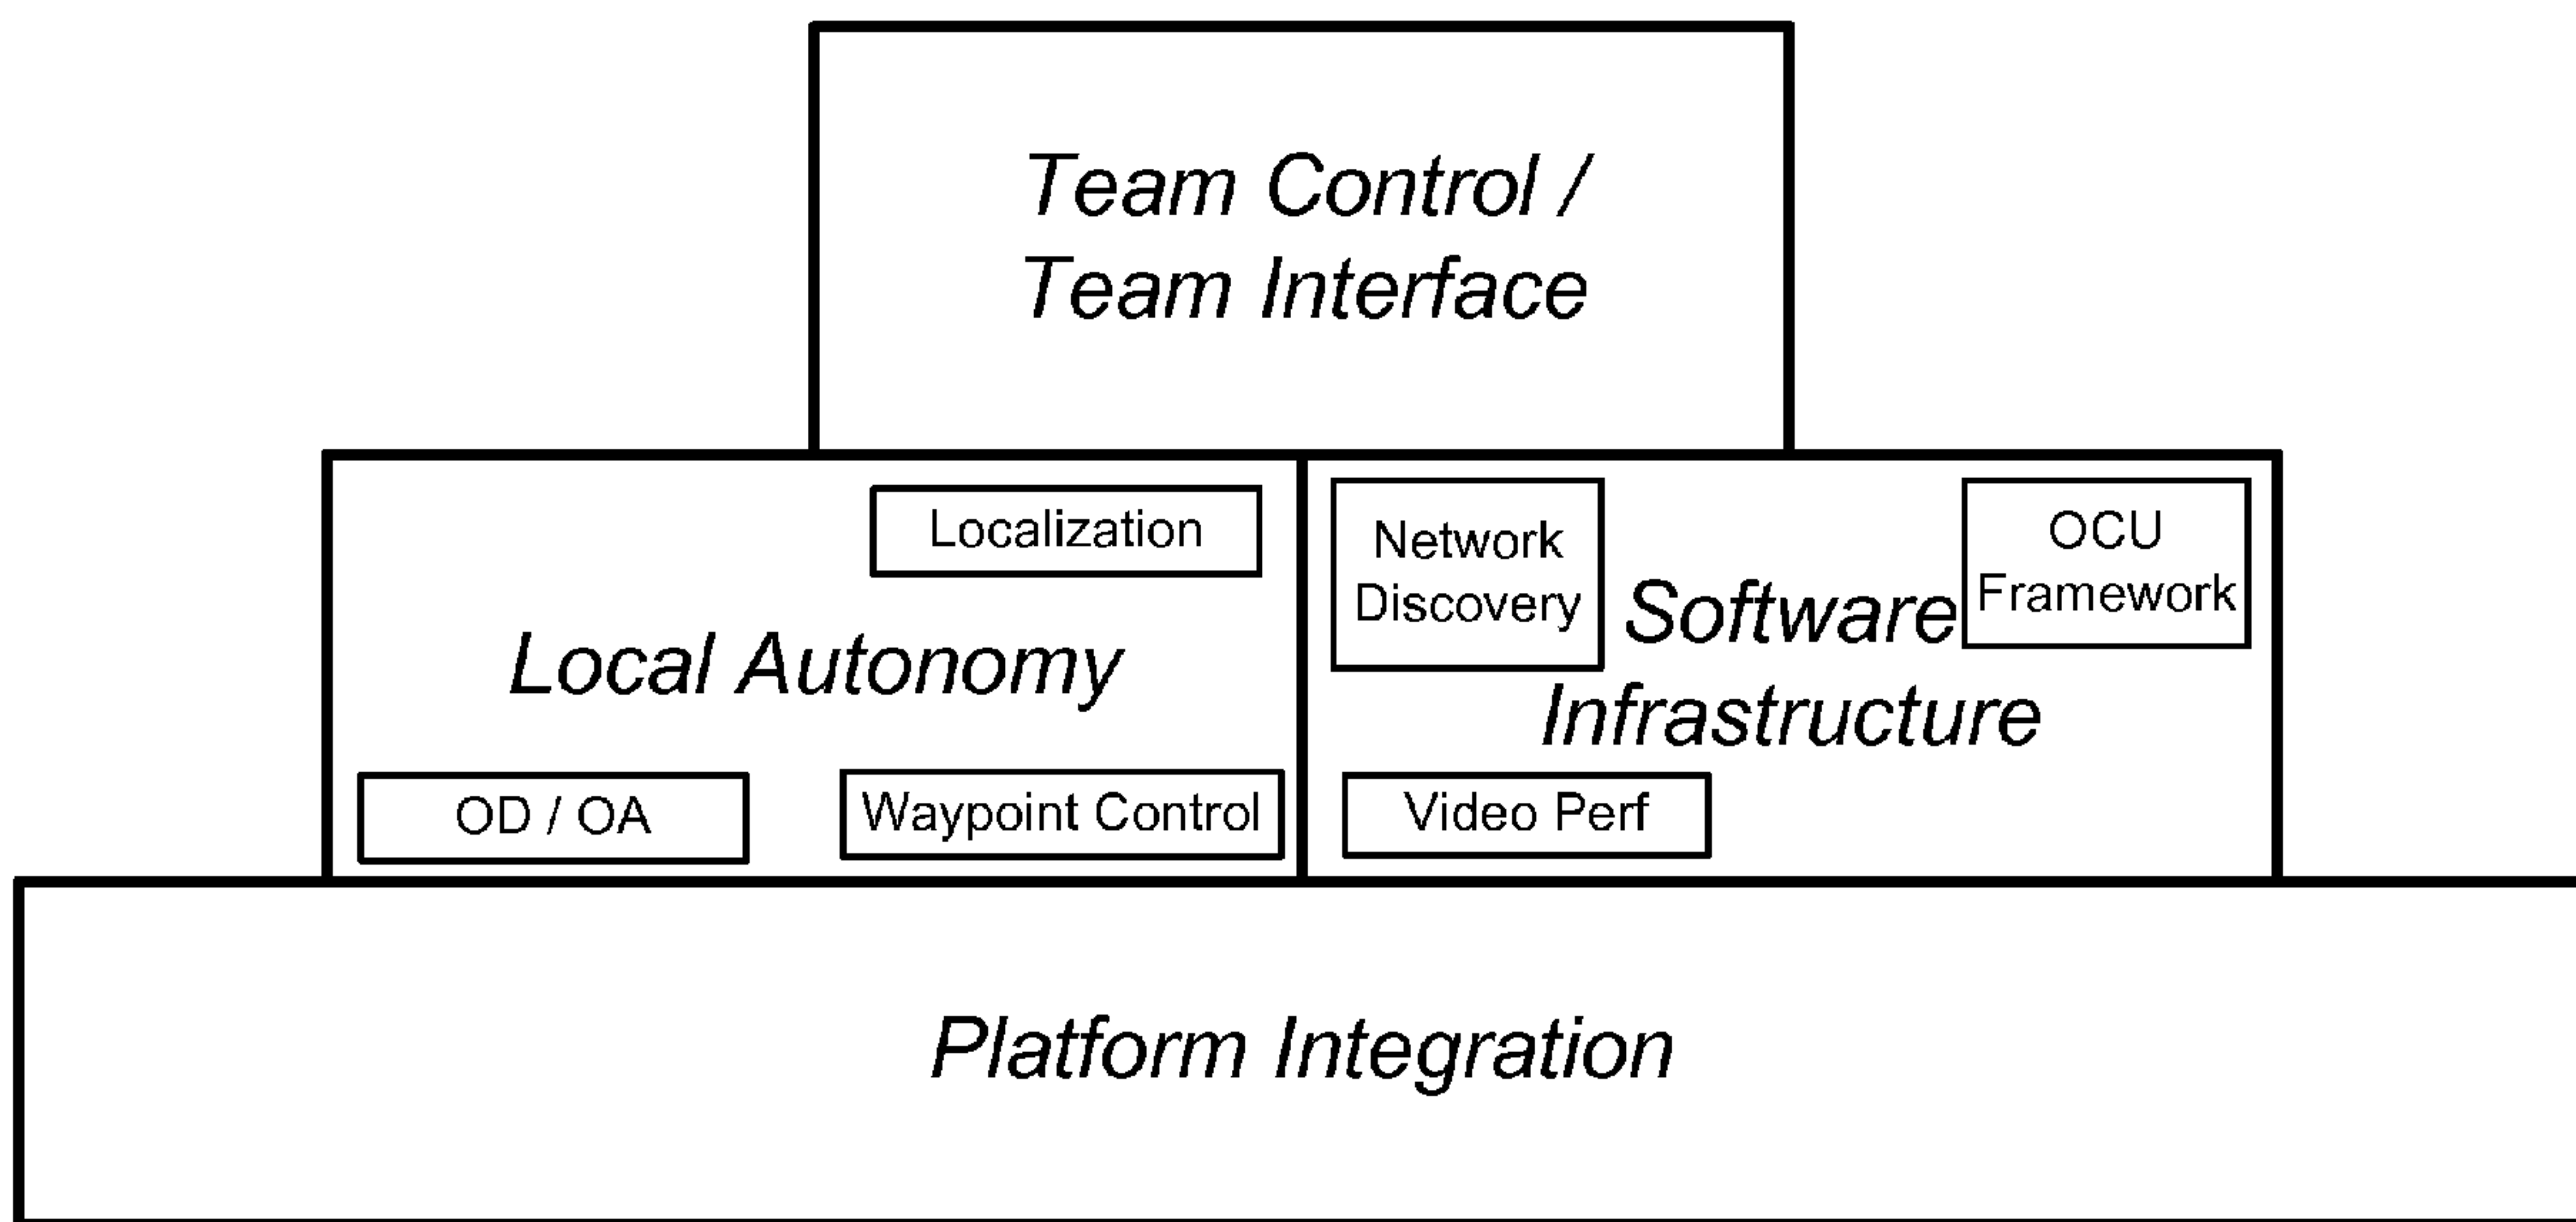 Team Control /
Team Interface
Localization
Local Autonomy
OD / OA
Waypoint Control
Network
Discovery
OCU
Framework
Software
Infrastructure
Video Perf
Platform Integration